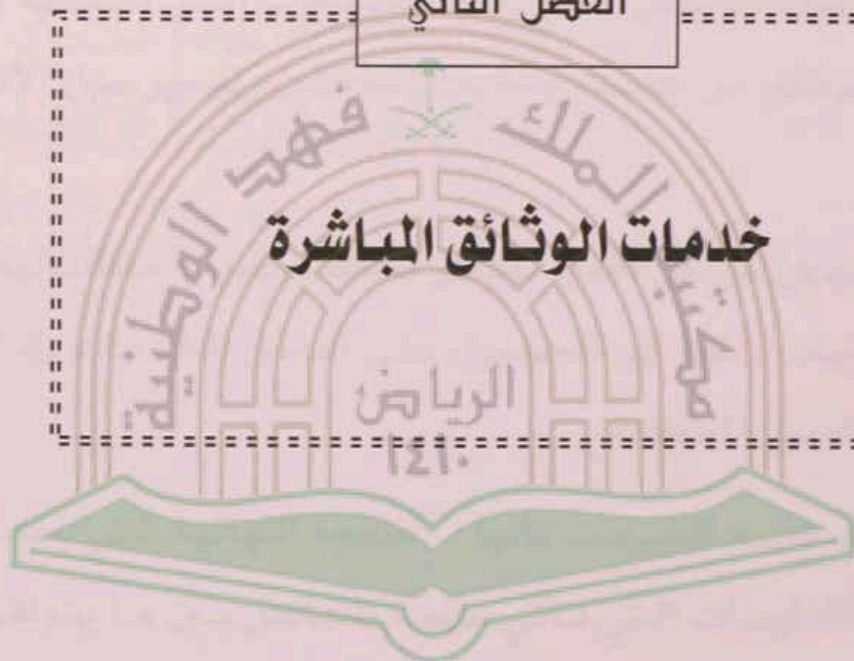 الفصل الثاني
مكتبة الملك فهد الوطنية
خدمات الوثائق المباشرة
الرياض
١٤١٠